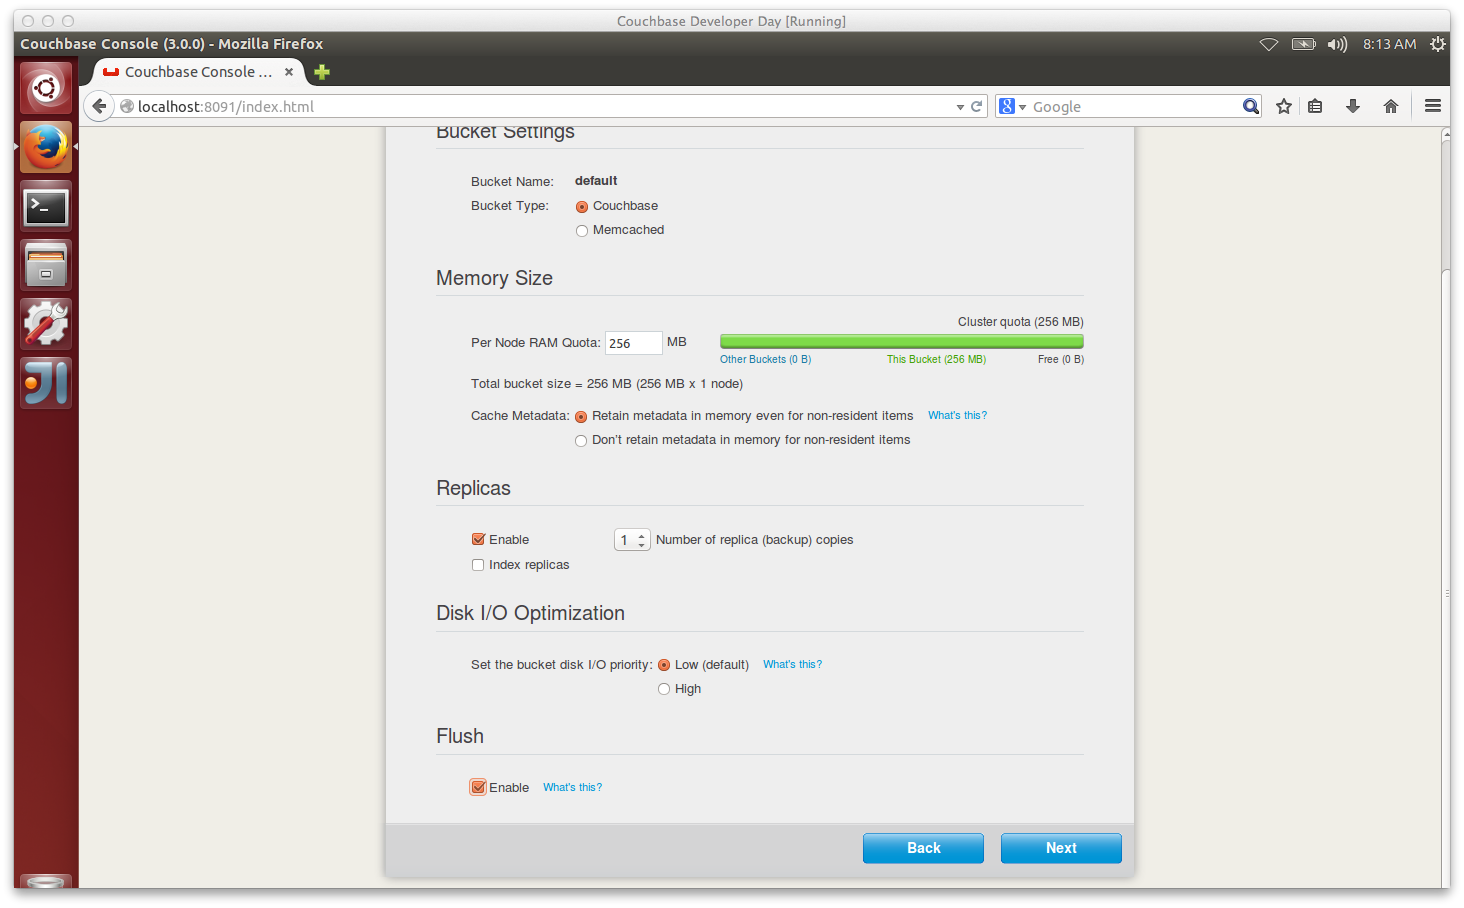 Couchbase Developer Day [Running]
Couchbase Console (3.0.0) - Mozilla Firefox
8:13 AM
Couchbase Console ...
localhost:8091/index.html
8 Google
Bucket Settings
Bucket Name: default
Bucket Type: Couchbase
Memcached
Memory Size
Cluster quota (256 MB)
Per Node RAM Quota: 256 MB
Other Buckets (0 B) This Bucket (256 MB) Free (0 B)
Total bucket size = 256 MB (256 MB x 1 node)
Cache Metadata: Retain metadata in memory even for non-resident items What's this?
Don't retain metadata in memory for non-resident items
Replicas
Enable 1 Number of replica (backup) copies
Index replicas
Disk I/O Optimization
Set the bucket disk I/O priority: Low (default) What's this?
High
Flush
Enable What's this?
Back Next